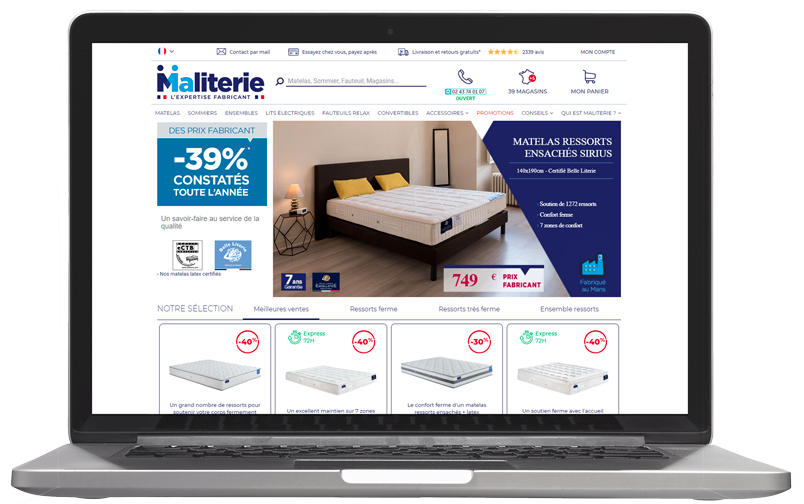 Contact par mail
Essayez chez vous, payez après
Livraison et retours gratuits*
2339 avis
MON COMPTE
Maliterie
L'EXPERTISE FABRICANT
Matelas, Sommier, Fauteuil, Magasins...
02 43 78 01 07
OUVERT
39 MAGASINS
MON PANIER
MATELAS SOMMIERS ENSEMBLES LITS ÉLECTRIQUES FAUTEUILS RELAX CONVERTIBLES ACCESSOIRES PROMOTIONS CONSEILS QUI EST MALITERIE ?
DES PRIX FABRICANT
-39%*
CONSTATÉS
TOUTE L'ANNÉE
Un savoir-faire au service de la
qualité
CTB
Belle Literie
• Nos matelas latex certifiés
MATELAS RESSORTS
ENSACHÉS SIRIUS
140x190cm - Certifié Belle Literie
- Soutien de 1272 ressorts
- Confort ferme
- 7 zones de confort
7 ans
Garantie
749 €
PRIX
FABRICANT
Fabriqué
au Mans
NOTRE SÉLECTION
Meilleures ventes
Ressorts ferme
Ressorts très ferme
Ensemble ressorts
-40%
Un grand nombre de ressorts pour
soutenir votre corps fermement
Express
72H
-40%
Un excellent maintien sur 7 zones
-30%
Le confort ferme d'un matelas
ressorts ensachés + latex
Express
72H
-40%
Un soutien ferme avec l'accueil